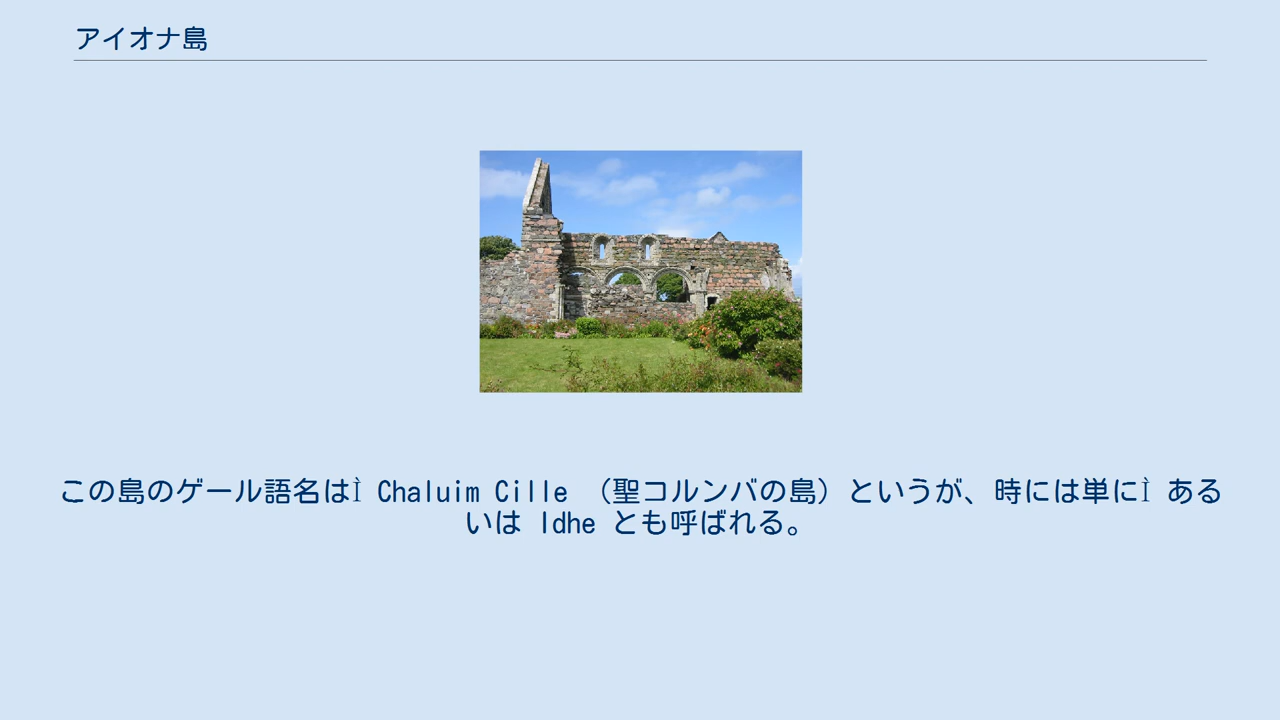 アイオナ島
この島のゲール語名はÌ Chaluim Cille （聖コルンバの島）というが、時には単にÌ ある
いは Idhe とも呼ばれる。